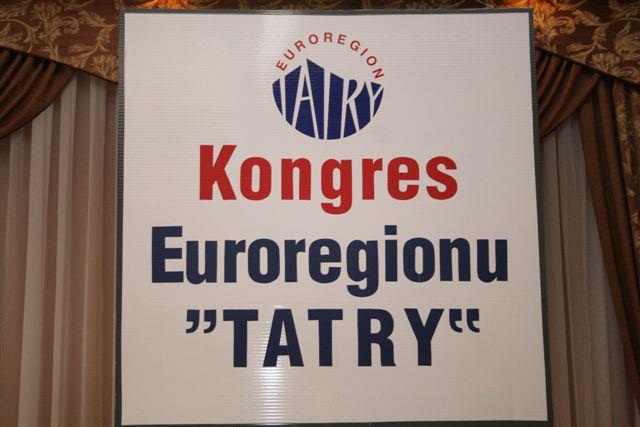 EUROREGION
TATRY
Kongres
Euroregionu
”TATRY“